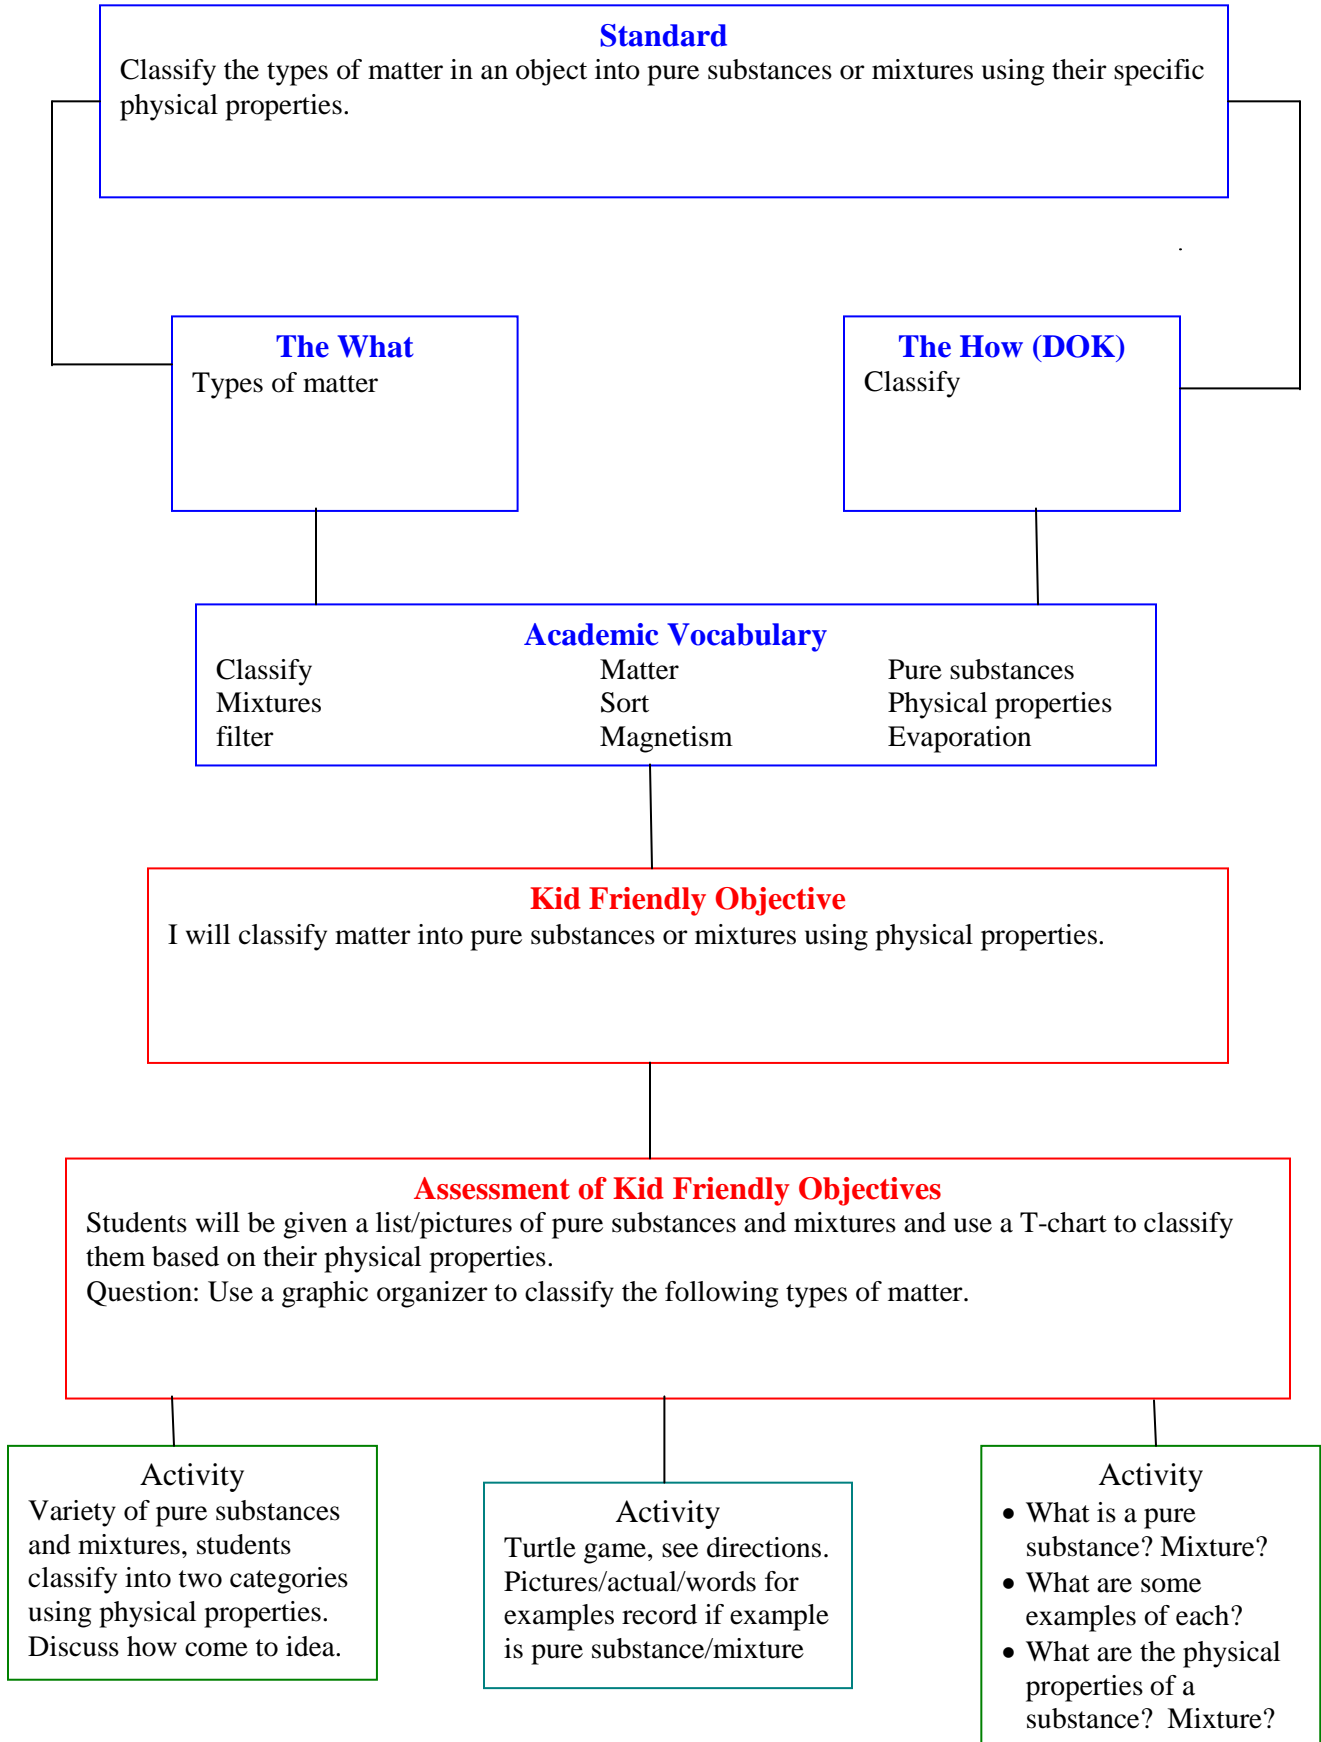 Standard
Classify the types of matter in an object into pure substances or mixtures using their specific
physical properties.
.
The What
Types of matter
The How (DOK)
Classify
Academic Vocabulary
Classify Matter Pure substances
Mixtures Sort Physical properties
filter Magnetism Evaporation
Kid Friendly Objective
I will classify matter into pure substances or mixtures using physical properties.
Assessment of Kid Friendly Objectives
Students will be given a list/pictures of pure substances and mixtures and use a T-chart to classify
them based on their physical properties.
Question: Use a graphic organizer to classify the following types of matter.
Activity
Variety of pure substances
and mixtures, students
classify into two categories
using physical properties.
Discuss how come to idea.
Activity
Turtle game, see directions.
Pictures/actual/words for
examples record if example
is pure substance/mixture
Activity
• What is a pure
substance? Mixture?
• What are some
examples of each?
• What are the physical
properties of a
substance? Mixture?